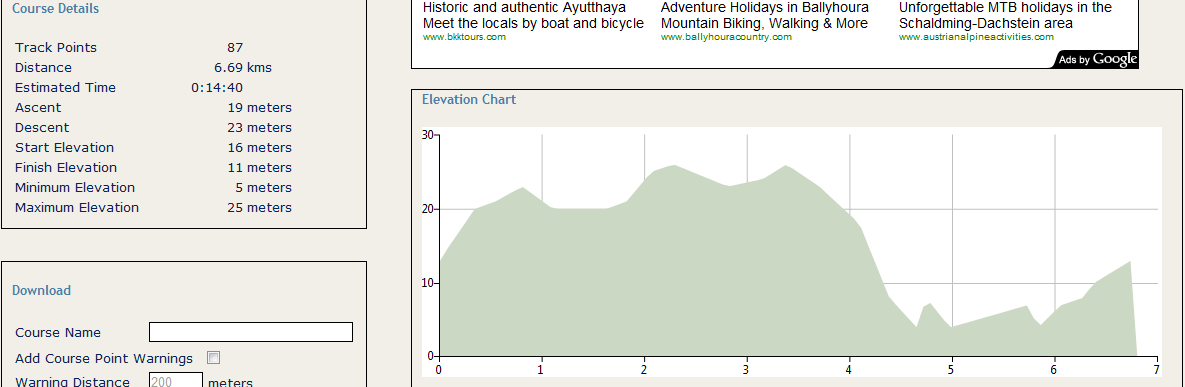 Course Details
Track Points 87
Distance 6.69 kms
Estimated Time 0:14:40
Ascent 19 meters
Descent 23 meters
Start Elevation 16 meters
Finish Elevation 11 meters
Minimum Elevation 5 meters
Maximum Elevation 25 meters
Download
Course Name
Add Course Point Warnings
Warning Distance 200 meters
Historic and authentic Ayutthaya
Meet the locals by boat and bicycle
www.bkktours.com
Adventure Holidays in Ballyhoura
Mountain Biking, Walking & More
www.ballyhouracountry.com
Unforgettable MTB holidays in the
Schaldming-Dachstein area
www.austrianalpineactivities.com
Ads by Google
Elevation Chart
30
20
10
0
0 1 2 3 4 5 6 7